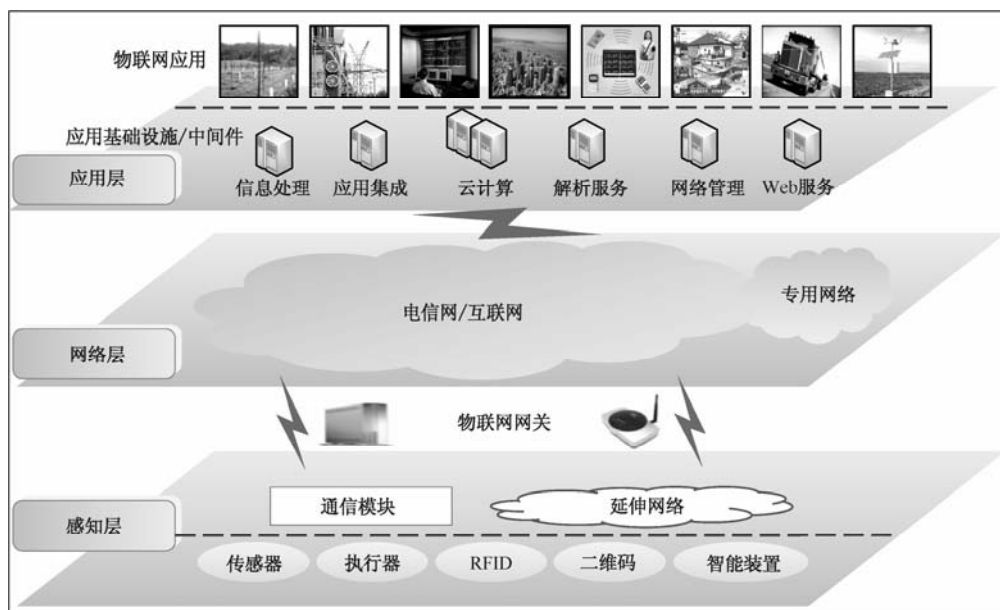 物联网应用
应用基础设施/中间件
应用层
信息处理
应用集成
云计算
解析服务
网络管理
Web服务
电信网/互联网
专用网络
网络层
物联网网关
通信模块
延伸网络
感知层
传感器
执行器
RFID
二维码
智能装置